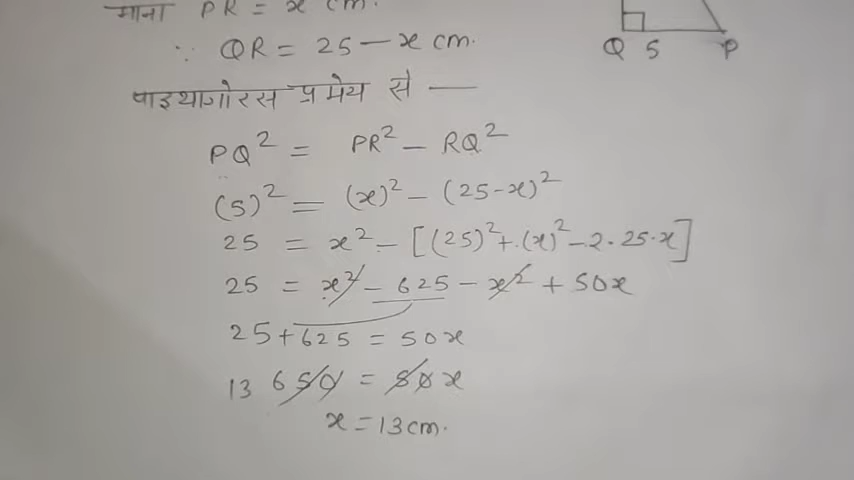 माना PR = x cm.
∵ QR = 25 - x cm.
Q 5 P
पाइथागोरस प्रमेय से —
PQ² = PR² - RQ²
(5)² = (x)² - (25-x)²
25 = x² - [(25)² + (x)² - 2·25·x]
25 = x² - 625 - x² + 50x
25 + 625 = 50x
13 650 = 50x
x = 13 cm.